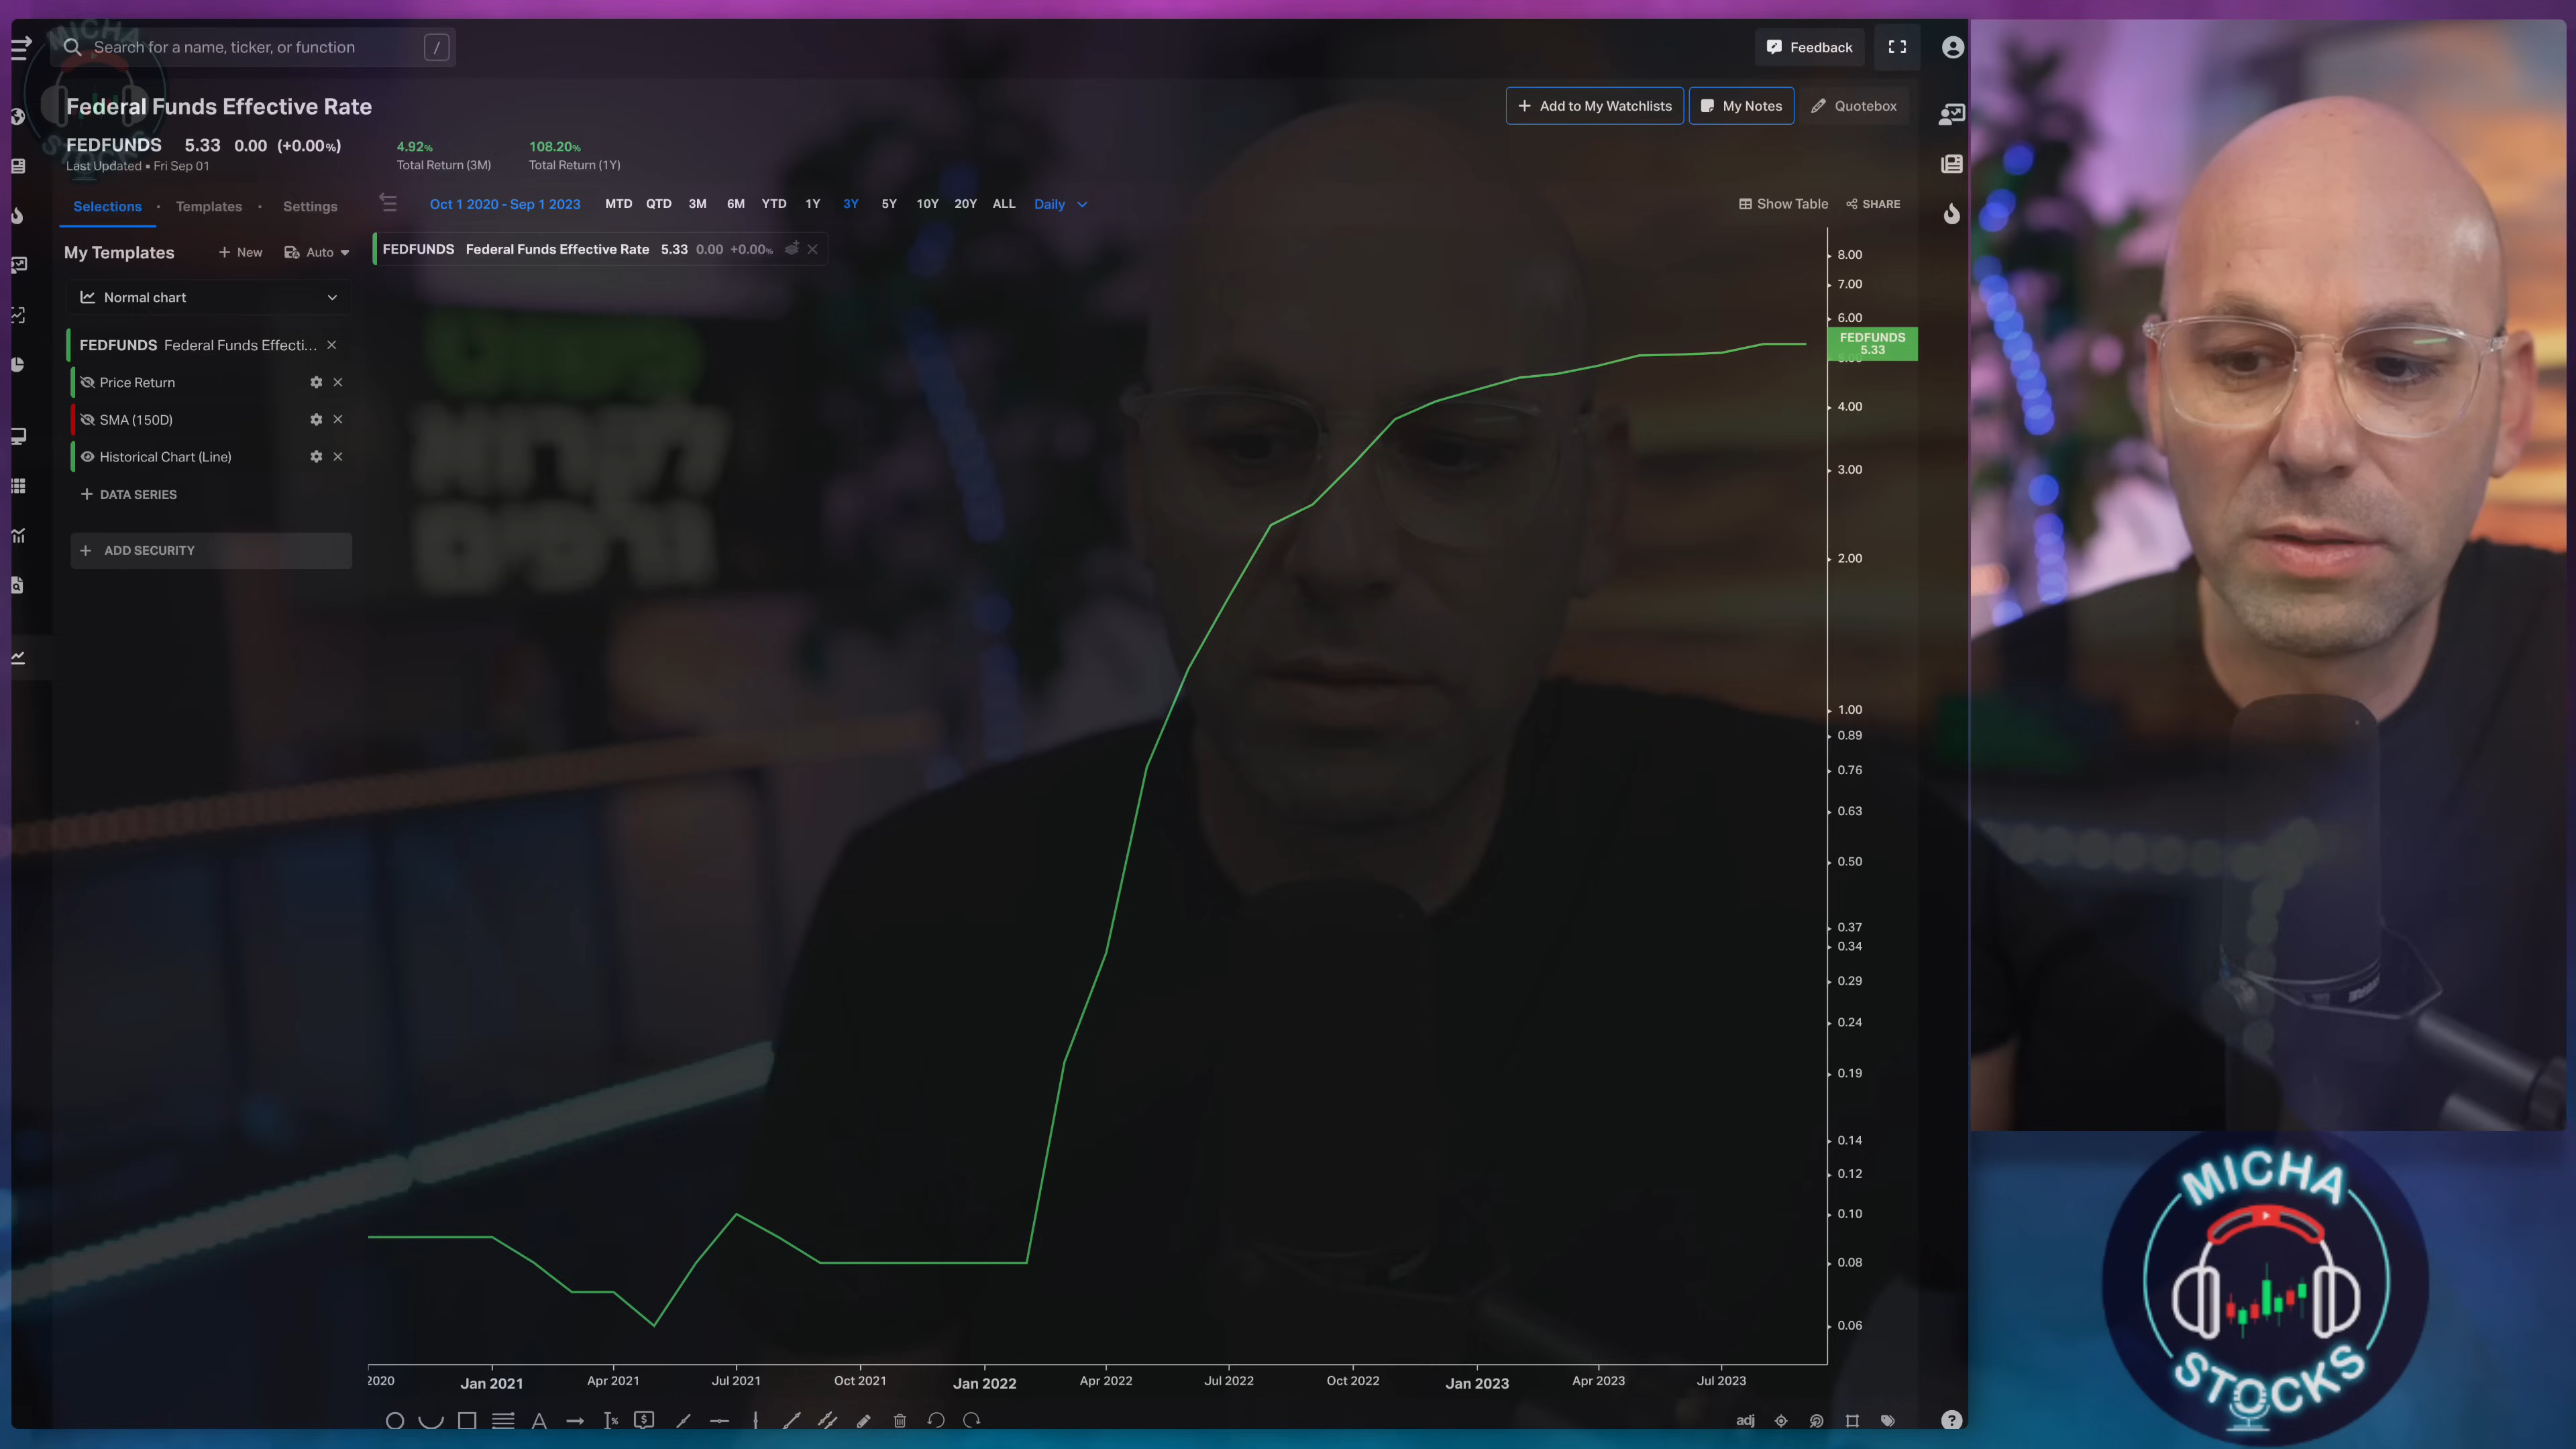 Search for a name, ticker, or function /
Feedback
Federal Funds Effective Rate
Add to My Watchlists
My Notes
Quotebox
FEDFUNDS 5.33 0.00 (+0.00%)
Last Updated • Fri Sep 01
4.92%
Total Return (3M)
108.20%
Total Return (1Y)
Selections · Templates · Settings
Oct 1 2020 - Sep 1 2023 MTD QTD 3M 6M YTD 1Y 3Y 5Y 10Y 20Y ALL Daily
Show Table
SHARE
My Templates
+ New
Auto
FEDFUNDS Federal Funds Effective Rate 5.33 0.00 +0.00%
Normal chart
FEDFUNDS Federal Funds Effecti...
Price Return
SMA (150D)
Historical Chart (Line)
+ DATA SERIES
+ ADD SECURITY
8.00
7.00
6.00
FEDFUNDS
5.33
4.00
3.00
2.00
1.00
0.89
0.76
0.63
0.50
0.37
0.34
0.29
0.24
0.19
0.14
0.12
0.10
0.08
0.06
2020
Jan 2021
Apr 2021
Jul 2021
Oct 2021
Jan 2022
Apr 2022
Jul 2022
Oct 2022
Jan 2023
Apr 2023
Jul 2023
adj
?
MICHA
STOCKS
MICHA
STOCKS